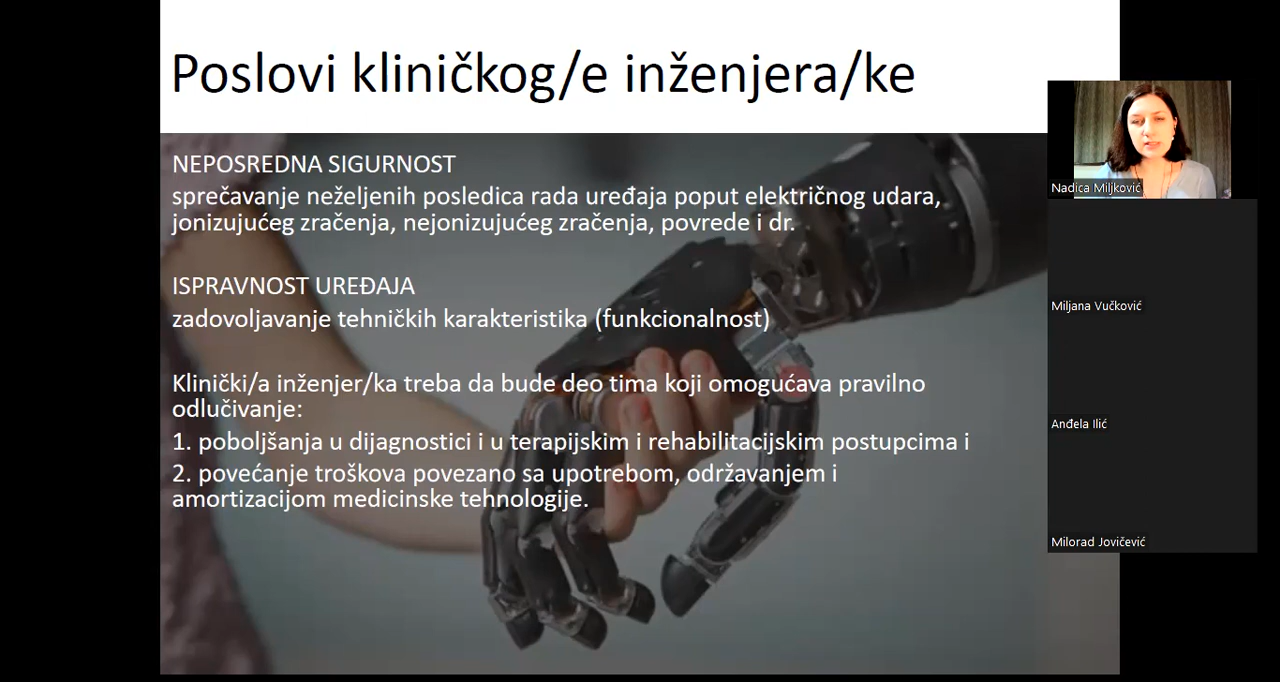 Poslovi kliničkog/e inženjera/ke
NEPOSREDNA SIGURNOST
sprečavanje neželjenih posledica rada uređaja poput električnog udara,
jonizujućeg zračenja, nejonizujućeg zračenja, povrede i dr.
ISPRAVNOST UREĐAJA
zadovoljavanje tehničkih karakteristika (funkcionalnost)
Klinički/a inženjer/ka treba da bude deo tima koji omogućava pravilno
odlučivanje:
1. poboljšanja u dijagnostici i u terapijskim i rehabilitacijskim postupcima i
2. povećanje troškova povezano sa upotrebom, održavanjem i
amortizacijom medicinske tehnologije.
Nadica Miljković
Miljana Vučković
Anđela Ilić
Milorad Jovičević